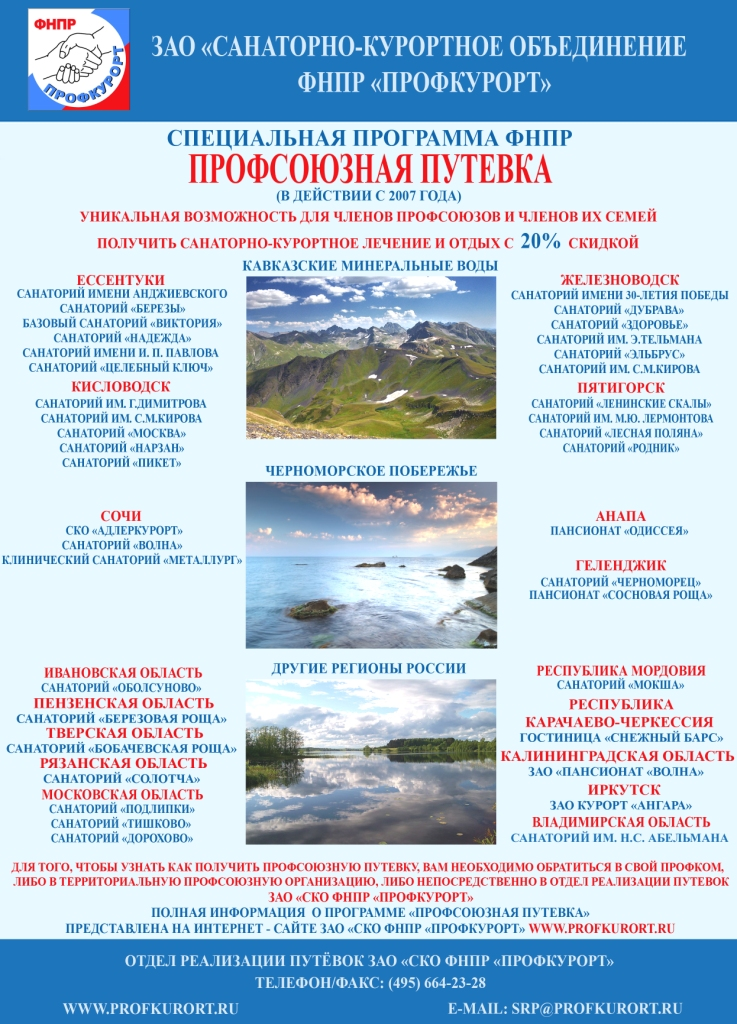 ФНПР
ПРОФКУРОРТ
ЗАО «САНАТОРНО-КУРОРТНОЕ ОБЪЕДИНЕНИЕ
ФНПР «ПРОФКУРОРТ»
СПЕЦИАЛЬНАЯ ПРОГРАММА ФНПР
ПРОФСОЮЗНАЯ ПУТЕВКА
(В ДЕЙСТВИИ С 2007 ГОДА)
УНИКАЛЬНАЯ ВОЗМОЖНОСТЬ ДЛЯ ЧЛЕНОВ ПРОФСОЮЗОВ И ЧЛЕНОВ ИХ СЕМЕЙ
ПОЛУЧИТЬ САНАТОРНО-КУРОРТНОЕ ЛЕЧЕНИЕ И ОТДЫХ С 20% СКИДКОЙ
КАВКАЗСКИЕ МИНЕРАЛЬНЫЕ ВОДЫ
ЕССЕНТУКИ
САНАТОРИЙ ИМЕНИ АНДЖИЕВСКОГО
САНАТОРИЙ «БЕРЕЗЫ»
БАЗОВЫЙ САНАТОРИЙ «ВИКТОРИЯ»
САНАТОРИЙ «НАДЕЖДА»
САНАТОРИЙ ИМЕНИ И. П. ПАВЛОВА
САНАТОРИЙ «ЦЕЛЕБНЫЙ КЛЮЧ»
КИСЛОВОДСК
САНАТОРИЙ ИМ. Г.ДИМИТРОВА
САНАТОРИЙ ИМ. С.М.КИРОВА
САНАТОРИЙ «МОСКВА»
САНАТОРИЙ «НАРЗАН»
САНАТОРИЙ «ПИКЕТ»
ЖЕЛЕЗНОВОДСК
САНАТОРИЙ ИМЕНИ 30-ЛЕТИЯ ПОБЕДЫ
САНАТОРИЙ «ДУБРАВА»
САНАТОРИЙ «ЗДОРОВЬЕ»
САНАТОРИЙ ИМ. Э.ТЕЛЬМАНА
САНАТОРИЙ «ЭЛЬБРУС»
САНАТОРИЙ ИМ. С.М.КИРОВА
ПЯТИГОРСК
САНАТОРИЙ «ЛЕНИНСКИЕ СКАЛЫ»
САНАТОРИЙ ИМ. М.Ю. ЛЕРМОНТОВА
САНАТОРИЙ «ЛЕСНАЯ ПОЛЯНА»
САНАТОРИЙ «РОДНИК»
ЧЕРНОМОРСКОЕ ПОБЕРЕЖЬЕ
СОЧИ
СКО «АДЛЕРКУРОРТ»
САНАТОРИЙ «ВОЛНА»
КЛИНИЧЕСКИЙ САНАТОРИЙ «МЕТАЛЛУРГ»
АНАПА
ПАНСИОНАТ «ОДИССЕЯ»
ГЕЛЕНДЖИК
САНАТОРИЙ «ЧЕРНОМОРЕЦ»
ПАНСИОНАТ «СОСНОВАЯ РОЩА»
ДРУГИЕ РЕГИОНЫ РОССИИ
ИВАНОВСКАЯ ОБЛАСТЬ
САНАТОРИЙ «ОБОЛСУНОВО»
ПЕНЗЕНСКАЯ ОБЛАСТЬ
САНАТОРИЙ «БЕРЕЗОВАЯ РОЩА»
ТВЕРСКАЯ ОБЛАСТЬ
САНАТОРИЙ «БОБАЧЕВСКАЯ РОЩА»
РЯЗАНСКАЯ ОБЛАСТЬ
САНАТОРИЙ «СОЛОТЧА»
МОСКОВСКАЯ ОБЛАСТЬ
САНАТОРИЙ «ПОДЛИПКИ»
САНАТОРИЙ «ТИШКОВО»
САНАТОРИЙ «ДОРОХОВО»
РЕСПУБЛИКА МОРДОВИЯ
САНАТОРИЙ «МОКША»
РЕСПУБЛИКА
КАРАЧАЕВО-ЧЕРКЕССИЯ
ГОСТИНИЦА «СНЕЖНЫЙ БАРС»
КАЛИНИНГРАДСКАЯ ОБЛАСТЬ
ЗАО «ПАНСИОНАТ «ВОЛНА»
ИРКУТСК
ЗАО КУРОРТ «АНГАРА»
ВЛАДИМИРСКАЯ ОБЛАСТЬ
САНАТОРИЙ ИМ. Н.С. АБЕЛЬМАНА
ДЛЯ ТОГО, ЧТОБЫ УЗНАТЬ КАК ПОЛУЧИТЬ ПРОФСОЮЗНУЮ ПУТЕВКУ, ВАМ НЕОБХОДИМО ОБРАТИТЬСЯ В СВОЙ ПРОФКОМ,
ЛИБО В ТЕРРИТОРИАЛЬНУЮ ПРОФСОЮЗНУЮ ОРГАНИЗАЦИЮ, ЛИБО НЕПОСРЕДСТВЕННО В ОТДЕЛ РЕАЛИЗАЦИИ ПУТЕВОК
ЗАО «СКО ФНПР «ПРОФКУРОРТ»
ПОЛНАЯ ИНФОРМАЦИЯ О ПРОГРАММЕ «ПРОФСОЮЗНАЯ ПУТЕВКА»
ПРЕДСТАВЛЕНА НА ИНТЕРНЕТ - САЙТЕ ЗАО «СКО ФНПР «ПРОФКУРОРТ» WWW.PROFKURORT.RU
ОТДЕЛ РЕАЛИЗАЦИИ ПУТЁВОК ЗАО «СКО ФНПР «ПРОФКУРОРТ»
ТЕЛЕФОН/ФАКС: (495) 664-23-28
WWW.PROFKURORT.RU E-MAIL: SRP@PROFKURORT.RU